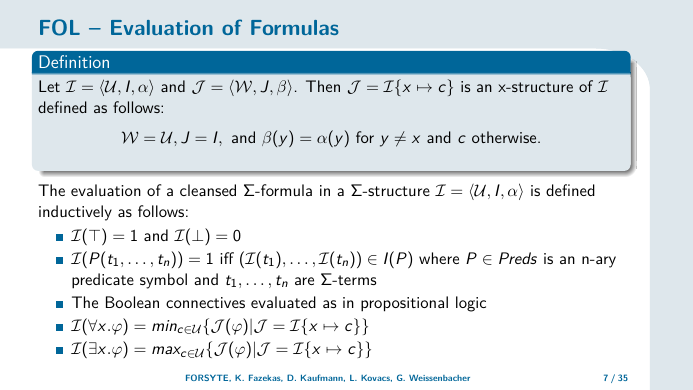 FOL – Evaluation of Formulas
Definition
Let ℐ = ⟨𝒰, I, α⟩ and 𝒥 = ⟨𝒲, J, β⟩. Then 𝒥 = ℐ{x ↦ c} is an x-structure of ℐ
defined as follows:
𝒲 = 𝒰, J = I, and β(y) = α(y) for y ≠ x and c otherwise.
The evaluation of a cleansed Σ-formula in a Σ-structure ℐ = ⟨𝒰, I, α⟩ is defined
inductively as follows:
■ ℐ(⊤) = 1 and ℐ(⊥) = 0
■ ℐ(P(t₁, . . . , tₙ)) = 1 iff (ℐ(t₁), . . . , ℐ(tₙ)) ∈ I(P) where P ∈ Preds is an n-ary
predicate symbol and t₁, . . . , tₙ are Σ-terms
■ The Boolean connectives evaluated as in propositional logic
■ ℐ(∀x.φ) = min_{c∈𝒰}{𝒥(φ)|𝒥 = ℐ{x ↦ c}}
■ ℐ(∃x.φ) = max_{c∈𝒰}{𝒥(φ)|𝒥 = ℐ{x ↦ c}}
FORSYTE, K. Fazekas, D. Kaufmann, L. Kovacs, G. Weissenbacher 7 / 35